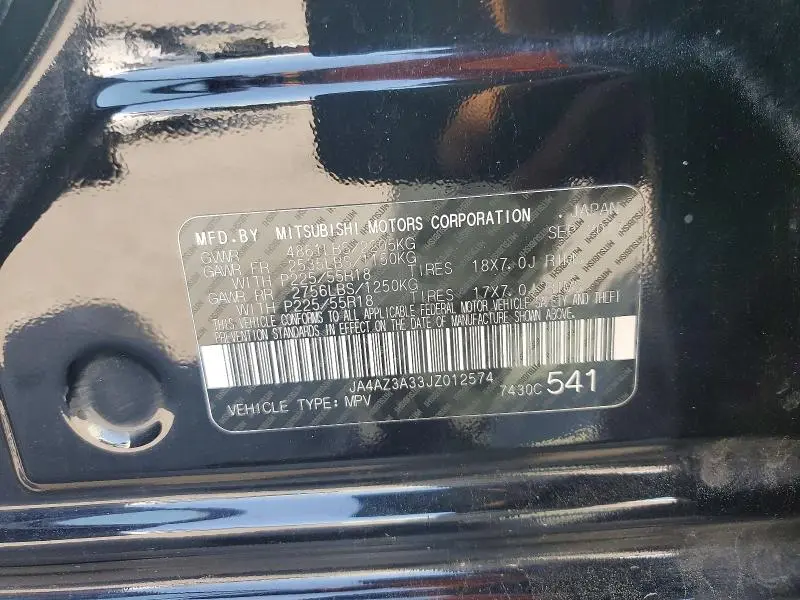 MFD.BY MITSUBISHI MOTORS CORPORATION, JAPAN
GVWR 4861LBS/2205KG SEP
GAWR FR 2535LBS/1150KG
WITH P225/55R18 TIRES 18X7.0J RIM
GAWR RR 2756LBS/1250KG
WITH P225/55R18 TIRES 17X7.0J
THIS VEHICLE CONFORMS TO ALL APPLICABLE FEDERAL MOTOR VEHICLE SAFETY AND THEFT
PREVENTION STANDARDS IN EFFECT ON THE DATE OF MANUFACTURE SHOWN ABOVE.
JA4AZ3A33JZ012574
7430C 541
VEHICLE TYPE: MPV